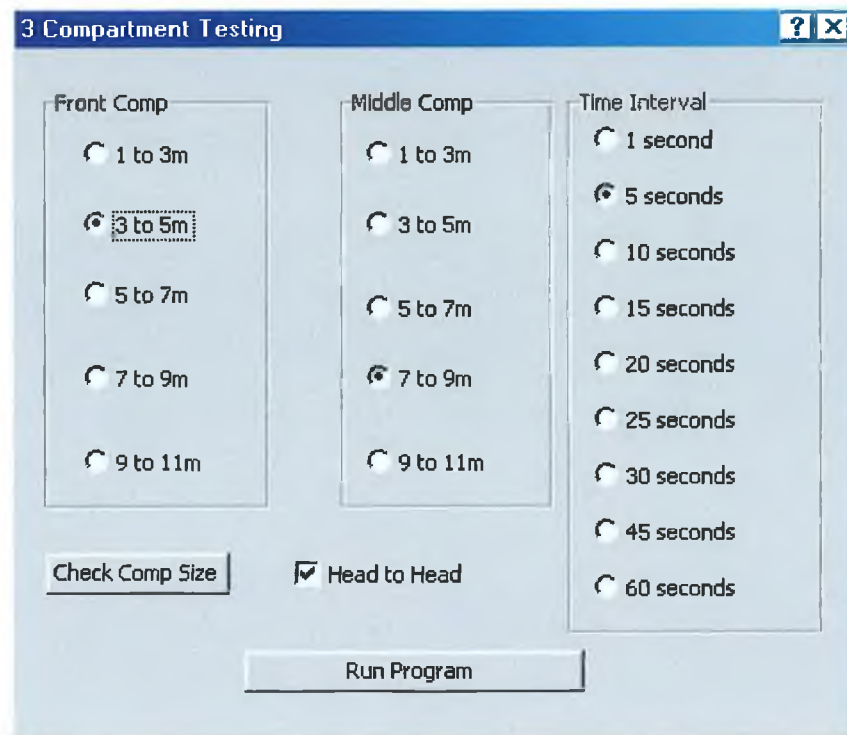 3 Compartment Testing
Front Comp
1 to 3m
3 to 5m
5 to 7m
7 to 9m
9 to 11m
Middle Comp
1 to 3m
3 to 5m
5 to 7m
7 to 9m
9 to 11m
Time Interval
1 second
5 seconds
10 seconds
15 seconds
20 seconds
25 seconds
30 seconds
45 seconds
60 seconds
Check Comp Size
Head to Head
Run Program